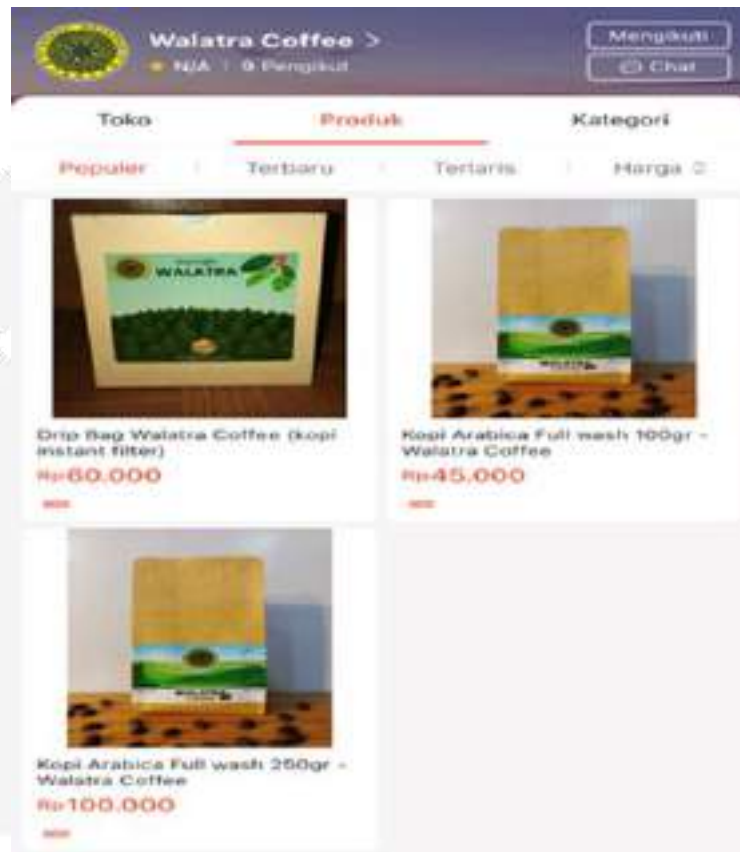 Walatra Coffee >
N/A 9 Pengikut
Mengikuti
Chat
Toko Produk Kategori
Populer Terbaru Terlaris Harga
WALATRA
WALATRA
Drip Bag Walatra Coffee (kopi
instant filter)
Rp60.000
Kopi Arabica Full wash 100gr -
Walatra Coffee
Rp45.000
WALATRA
Kopi Arabica Full wash 250gr -
Walatra Coffee
Rp100.000